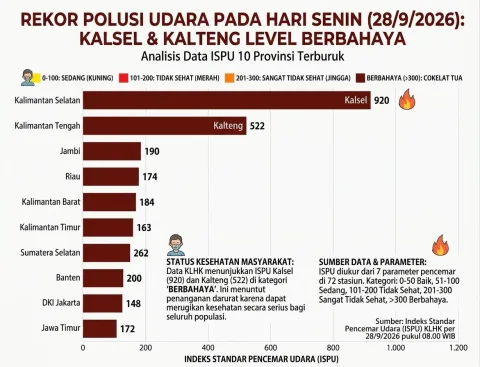 REKOR POLUSI UDARA PADA HARI SENIN (28/9/2026):
KALSEL & KALTENG LEVEL BERBAHAYA
Analisis Data ISPU 10 Provinsi Terburuk
0-100: SEDANG (KUNING)
101-200: TIDAK SEHAT (MERAH)
201-300: SANGAT TIDAK SEHAT (JINGGA)
BERBAHAYA (>300): COKELAT TUA
Kalimantan Selatan Kalsel 920
Kalimantan Tengah Kalteng 522
Jambi 190
Riau 174
Kalimantan Barat 184
Kalimantan Timur 163
Sumatera Selatan 262
Banten 200
DKI Jakarta 148
Jawa Timur 172
STATUS KESEHATAN MASYARAKAT:
Data KLHK menunjukkan ISPU Kalsel
(920) and Kalteng (522) di kategori
'BERBAHAYA'. Ini menuntut
penanganan darurat karena dapat
merugikan kesehatan secara serius bagi
seluruh populasi.
SUMBER DATA & PARAMETER:
ISPU diukur dari 7 parameter pencemar
di 72 stasiun. Kategori: 0-50 Baik, 51-100
Sedang, 101-200 Tidak Sehat, 201-300
Sangat Tidak Sehat, >300 Berbahaya.
Sumber: Indeks Standar
Pencemar Udara (ISPU) KLHK per
28/9/2026 pukul 08.00 WIB
0 200 400 600 800 1.000 1.200
INDEKS STANDAR PENCEMAR UDARA (ISPU)